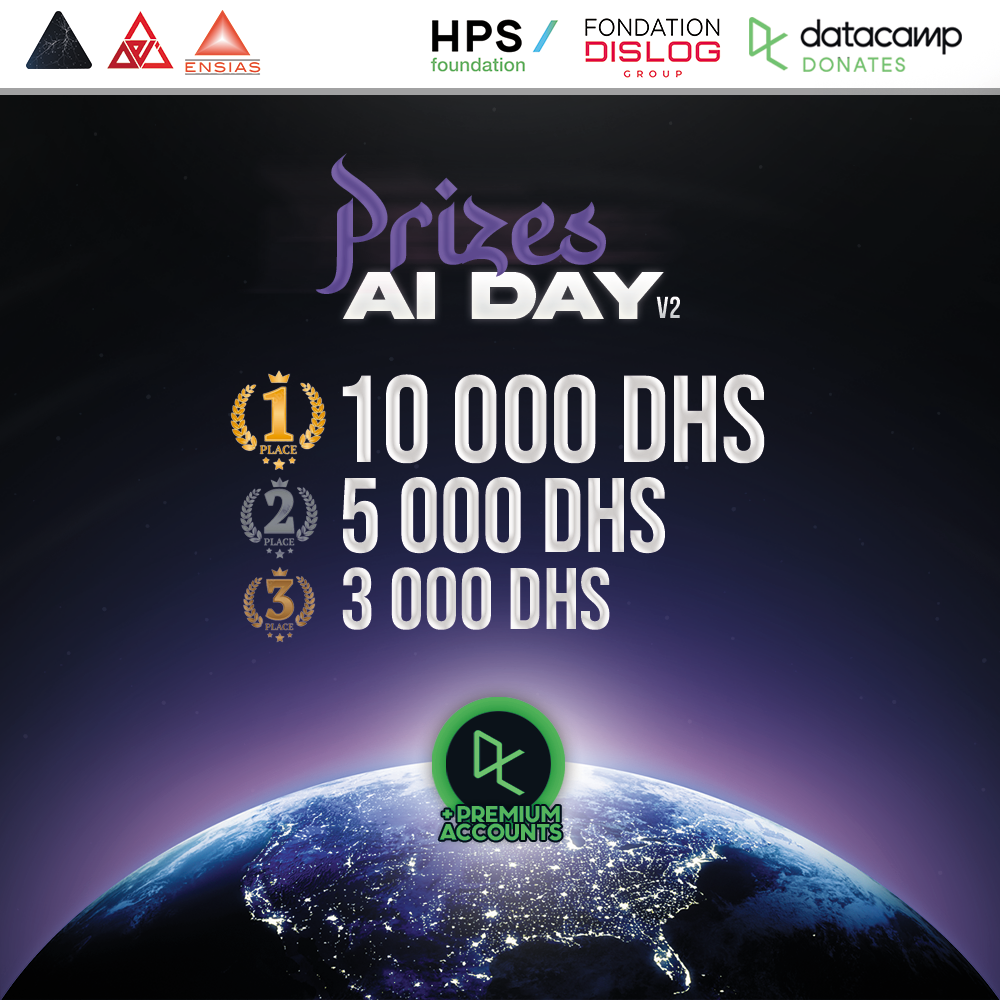 ENSIAS
HPS
foundation
FONDATION
DISLOG
GROUP
datacamp
DONATES
Prizes
AI DAY V2
1
PLACE
10 000 DHS
2
PLACE
5 000 DHS
3
PLACE
3 000 DHS
+PREMIUM
ACCOUNTS